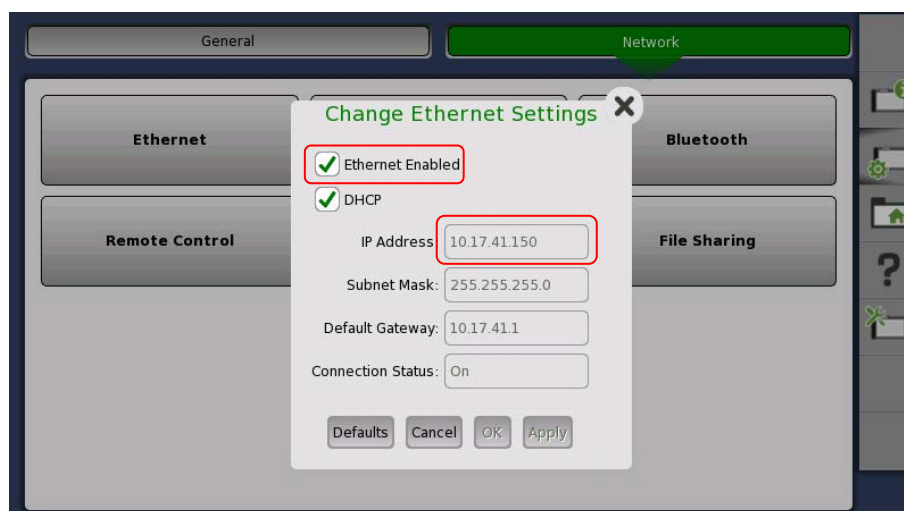 General
Network
Ethernet
Bluetooth
Remote Control
File Sharing
Change Ethernet Settings
Ethernet Enabled
DHCP
IP Address: 10.17.41.150
Subnet Mask: 255.255.255.0
Default Gateway: 10.17.41.1
Connection Status: On
Defaults
Cancel
OK
Apply
?